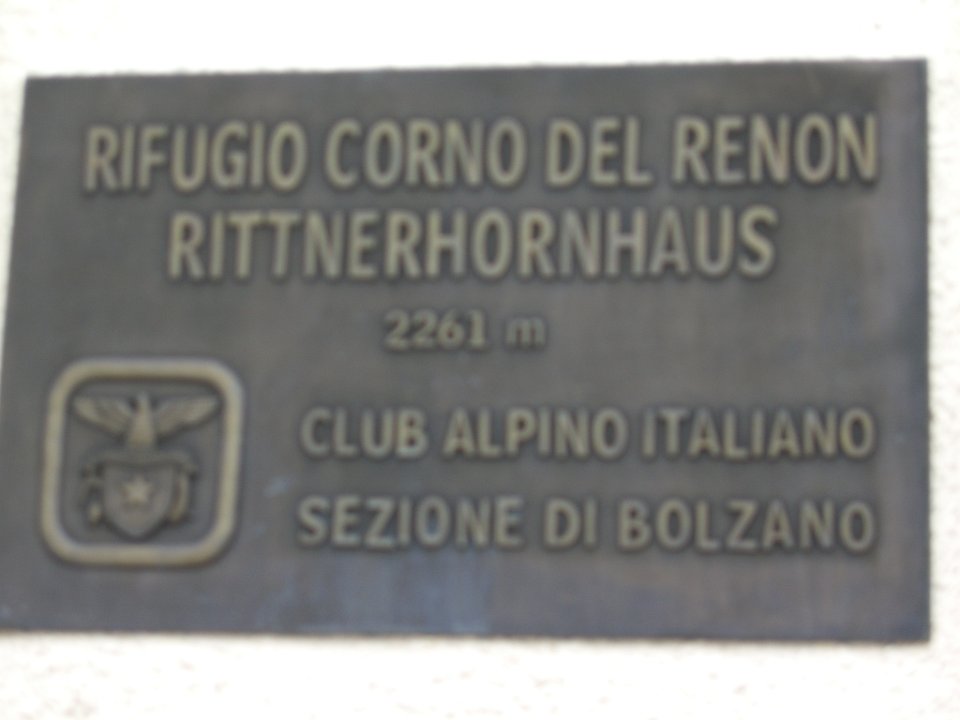 RIFUGIO CORNO DEL RENON
RITTNERHORNHAUS
2261 m
CLUB ALPINO ITALIANO
SEZIONE DI BOLZANO